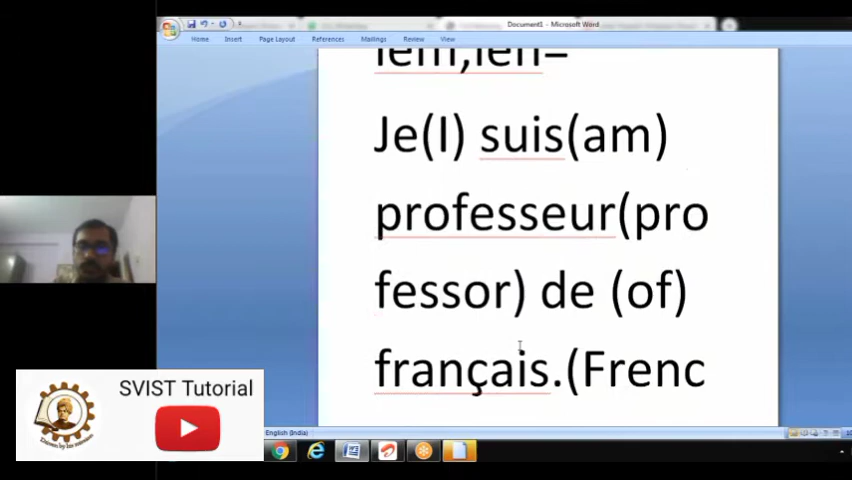 Document1 - Microsoft Word
Home Insert Page Layout References Mailings Review View
Je(I) suis(am)
professeur(pro
fessor) de (of)
français.(Frenc
SVIST Tutorial
English (India)